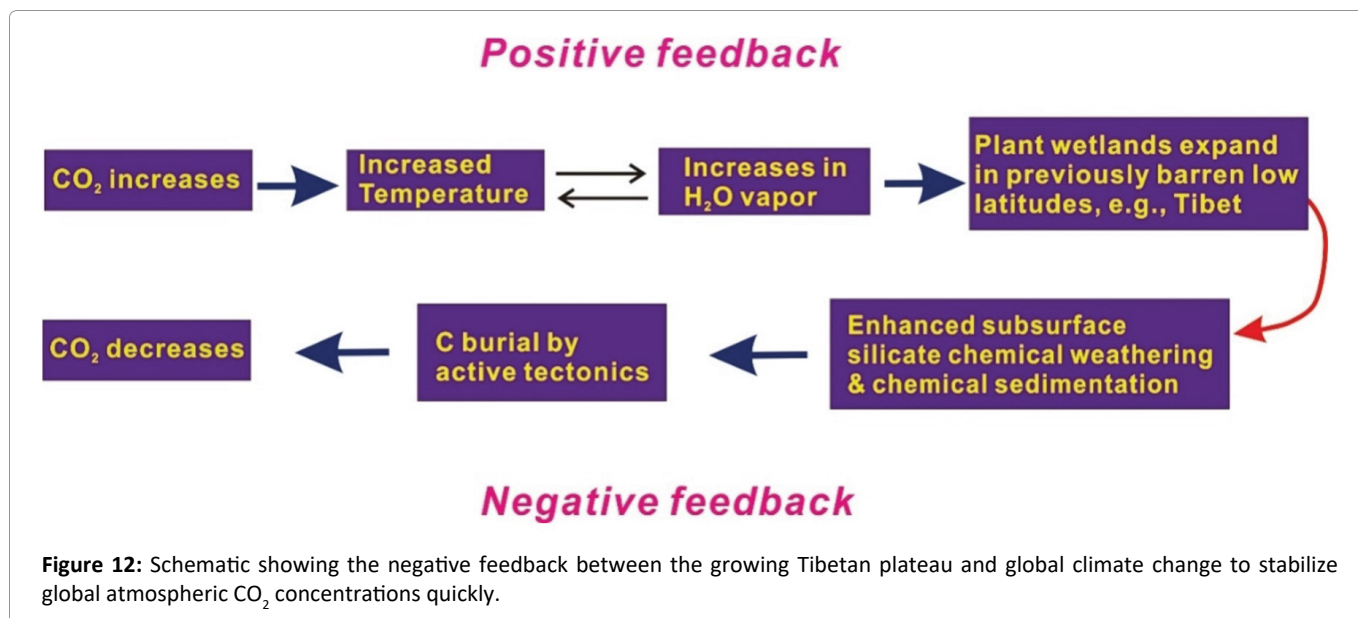 Positive feedback
CO₂ increases
Increased
Temperature
Increases in
H₂O vapor
Plant wetlands expand
in previously barren low
latitudes, e.g., Tibet
CO₂ decreases
C burial by
active tectonics
Enhanced subsurface
silicate chemical weathering
& chemical sedimentation
Negative feedback
Figure 12: Schematic showing the negative feedback between the growing Tibetan plateau and global climate change to stabilize
global atmospheric CO₂ concentrations quickly.